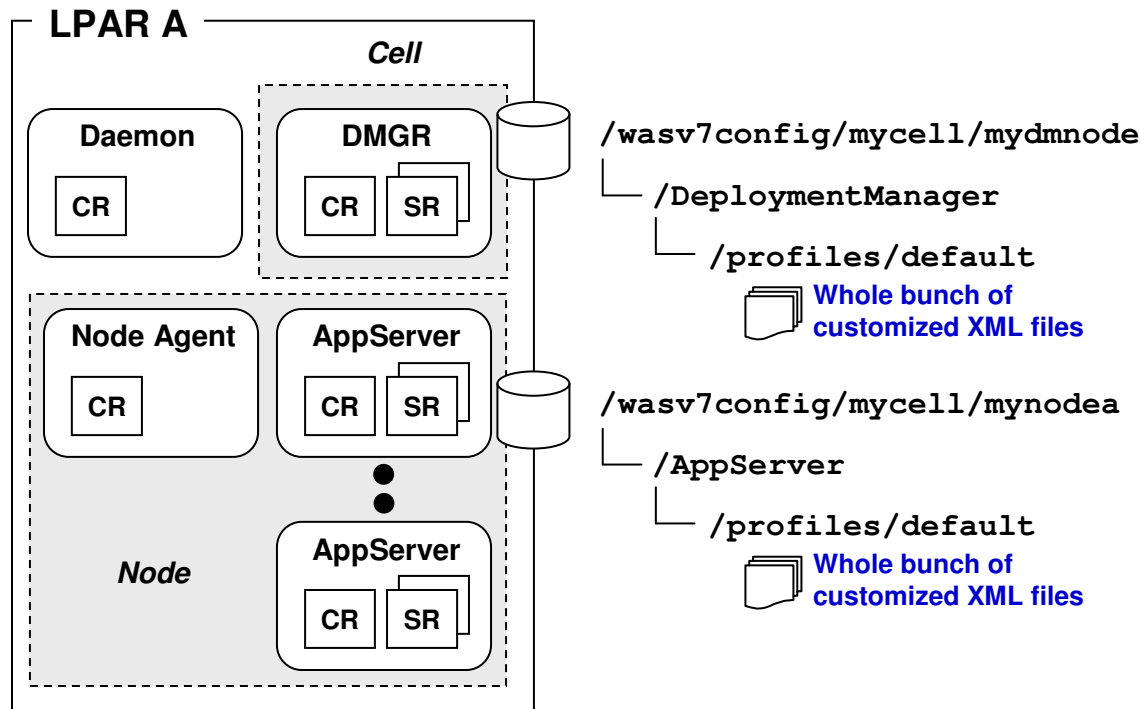 LPAR A
Cell
Daemon
CR
DMGR
CR
SR
/wasv7config/mycell/mydmnode
/DeploymentManager
/profiles/default
Whole bunch of
customized XML files
Node Agent
CR
AppServer
CR
SR
/wasv7config/mycell/mynodea
/AppServer
/profiles/default
Whole bunch of
customized XML files
Node
AppServer
CR
SR